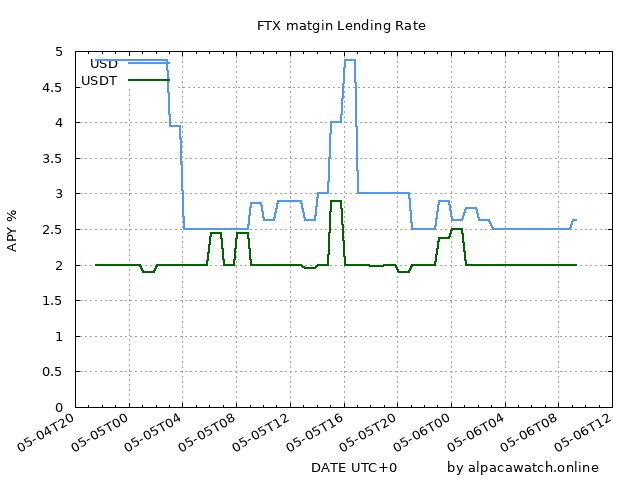 FTX matgin Lending Rate
5
USD
4.5
USDT
4
3.5
3
2.5
APY %
2
1.5
1
0.5
0
05-04T20
05-05T00
05-05T04
05-05T08
05-05T12
05-05T16
05-05T20
05-06T00
05-06T04
05-06T08
05-06T12
DATE UTC+0
by alpacawatch.online